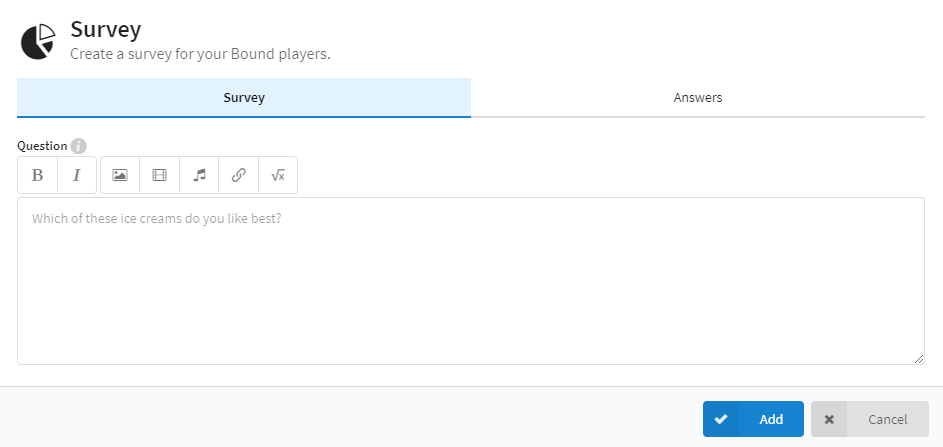 Survey
Create a survey for your Bound players.
Survey Answers
Question i
B I √x
Which of these ice creams do you like best?
Add Cancel